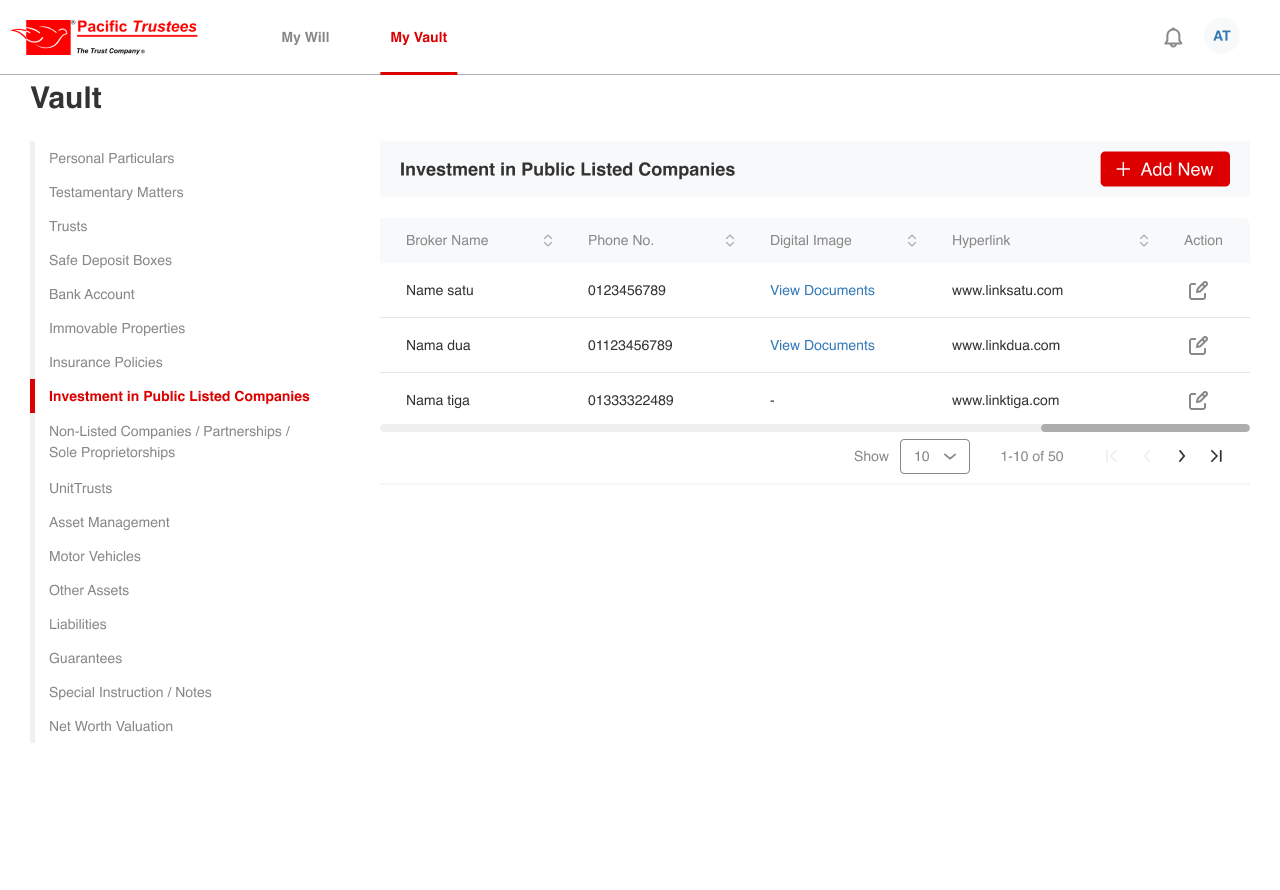 Pacific Trustees
The Trust Company ®
My Will
My Vault
AT
Vault
Personal Particulars
Testamentary Matters
Trusts
Safe Deposit Boxes
Bank Account
Immovable Properties
Insurance Policies
Investment in Public Listed Companies
Non-Listed Companies / Partnerships /
Sole Proprietorships
UnitTrusts
Asset Management
Motor Vehicles
Other Assets
Liabilities
Guarantees
Special Instruction / Notes
Net Worth Valuation
Investment in Public Listed Companies
+ Add New
Broker Name Phone No. Digital Image Hyperlink Action
Name satu 0123456789 View Documents www.linksatu.com
Nama dua 01123456789 View Documents www.linkdua.com
Nama tiga 01333322489 - www.linktiga.com
Show 10 1-10 of 50